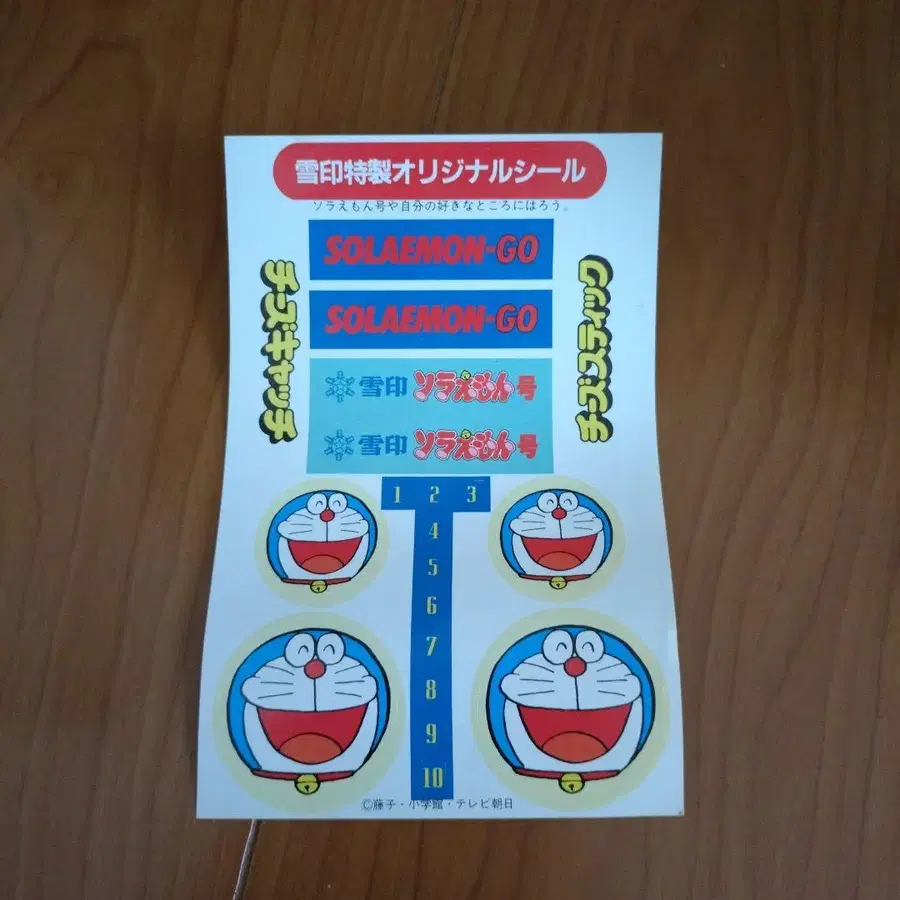 雪印特製オリジナルシール
ソラえもん号や自分の好きなところにはろう。
SOLAEMON-GO
SOLAEMON-GO
チーズキャッチ
チーズスティック
雪印 ソラえもん号
雪印 ソラえもん号
1 2 3
4
5
6
7
8
9
10
©藤子・小学館・テレビ朝日